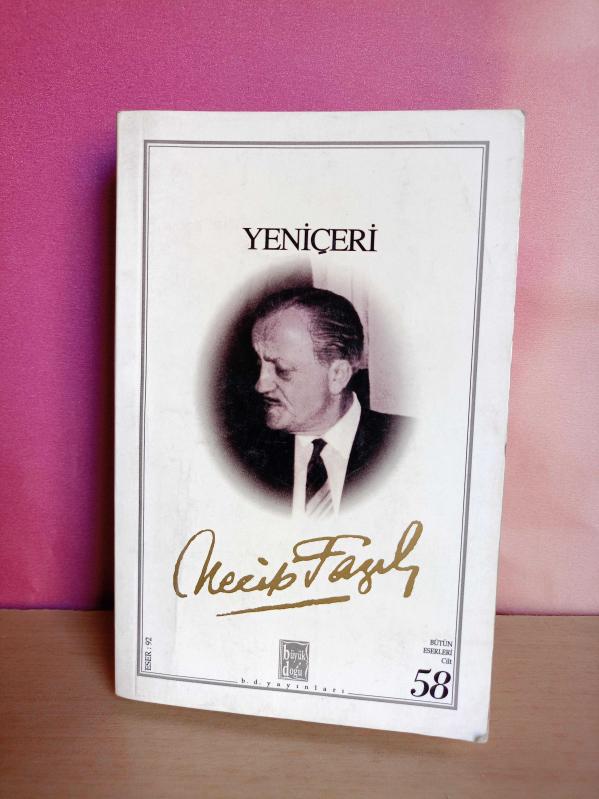 YENİÇERİ
Necip Fazıl
ESER : 92
büyük
doğu
b. d. yayınları
BÜTÜN
ESERLERİ
Cilt
58